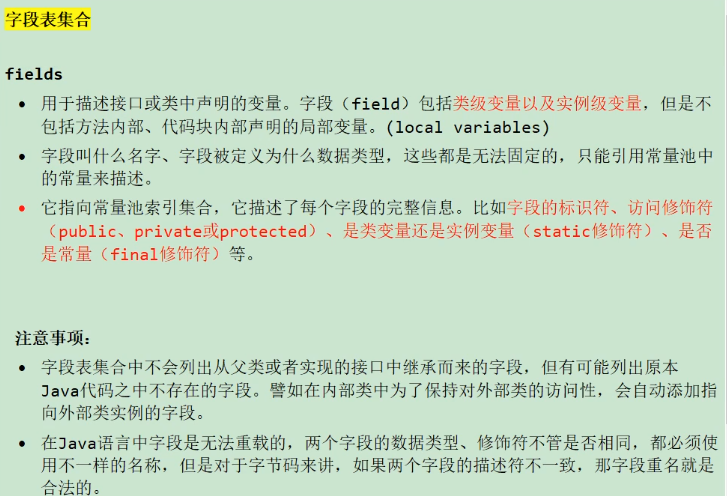 字段表集合
fields
• 用于描述接口或类中声明的变量。字段（field）包括类级变量以及实例级变量，但是不
包括方法内部、代码块内部声明的局部变量。(local variables)
• 字段叫什么名字、字段被定义为什么数据类型，这些都是无法固定的，只能引用常量池中
的常量来描述。
• 它指向常量池索引集合，它描述了每个字段的完整信息。比如字段的标识符、访问修饰符
（public、private或protected）、是类变量还是实例变量（static修饰符）、是否
是常量（final修饰符）等。
注意事项：
• 字段表集合中不会列出从父类或者实现的接口中继承而来的字段，但有可能列出原本
Java代码之中不存在的字段。譬如在内部类中为了保持对外部类的访问性，会自动添加指
向外部类实例的字段。
• 在Java语言中字段是无法重载的，两个字段的数据类型、修饰符不管是否相同，都必须使
用不一样的名称，但是对于字节码来讲，如果两个字段的描述符不一致，那字段重名就是
合法的。